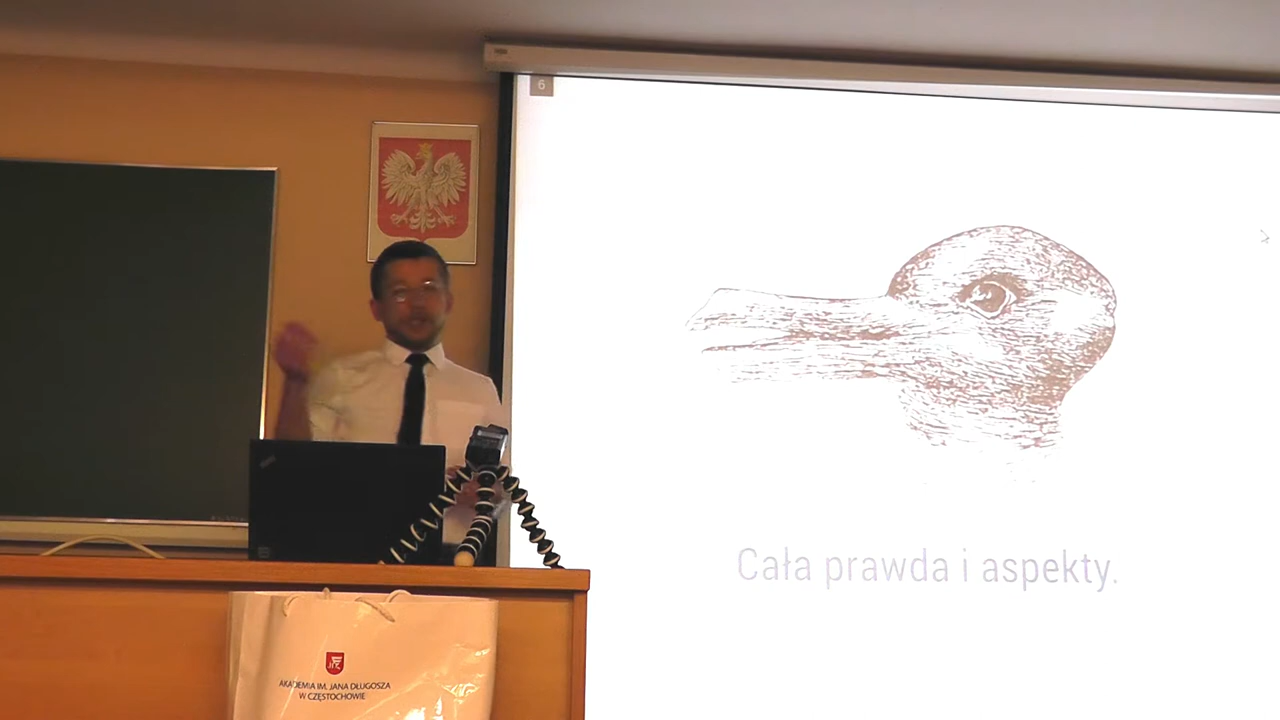 6
Cała prawda i aspekty.
AKADEMIA IM. JANA DŁUGOSZA
W CZĘSTOCHOWIE